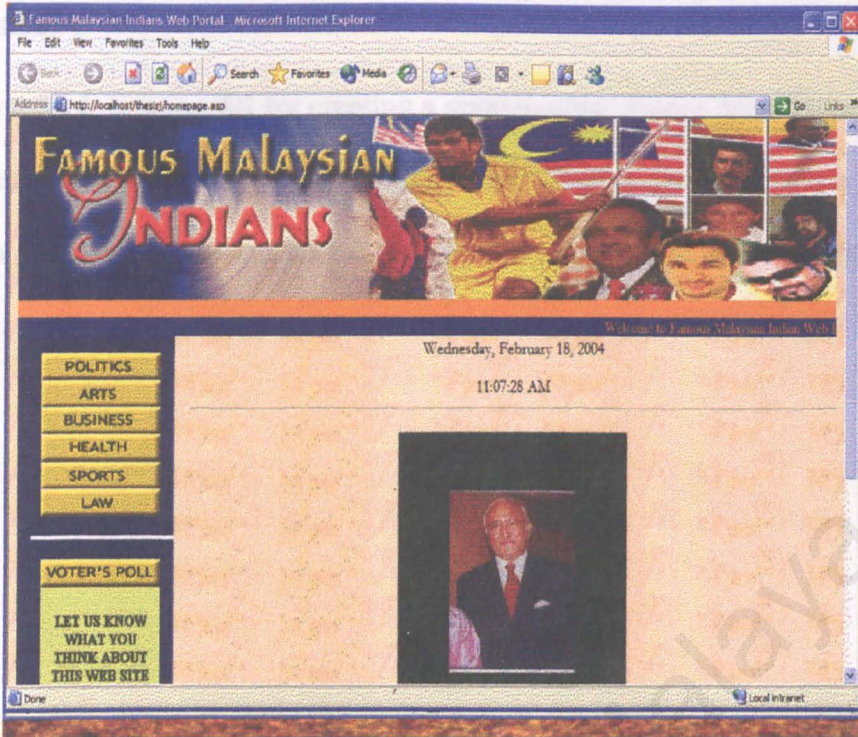 Famous Malaysian Indians Web Portal - Microsoft Internet Explorer
File Edit View Favorites Tools Help
Back Search Favorites Media
Address http://localhost/thesisj/homepage.asp Go Links »
FAMOUS MALAYSIAN
INDIANS
Welcome to Famous Malaysian Indian Web
Wednesday, February 18, 2004
11:07:28 AM
POLITICS
ARTS
BUSINESS
HEALTH
SPORTS
LAW
VOTER'S POLL
LET US KNOW
WHAT YOU
THINK ABOUT
THIS WEB SITE
Done Local intranet